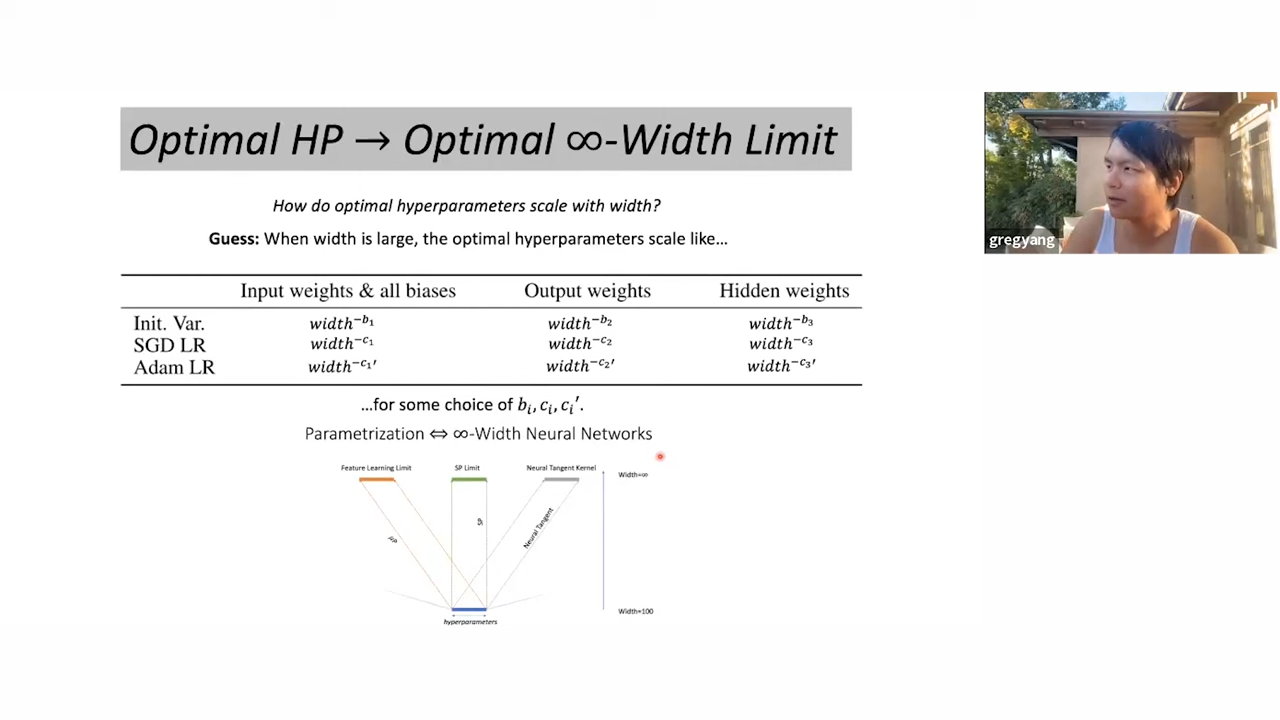 Optimal HP → Optimal ∞-Width Limit
How do optimal hyperparameters scale with width?
Guess: When width is large, the optimal hyperparameters scale like…
Input weights & all biases Output weights Hidden weights
Init. Var. width^{-b₁} width^{-b₂} width^{-b₃}
SGD LR width^{-c₁} width^{-c₂} width^{-c₃}
Adam LR width^{-c₁′} width^{-c₂′} width^{-c₃′}
…for some choice of bᵢ, cᵢ, cᵢ′.
Parametrization ⇔ ∞-Width Neural Networks
Feature Learning Limit SP Limit Neural Tangent Kernel
Width=∞
μP
SP
Neural Tangent
Width=100
hyperparameters
gregyang